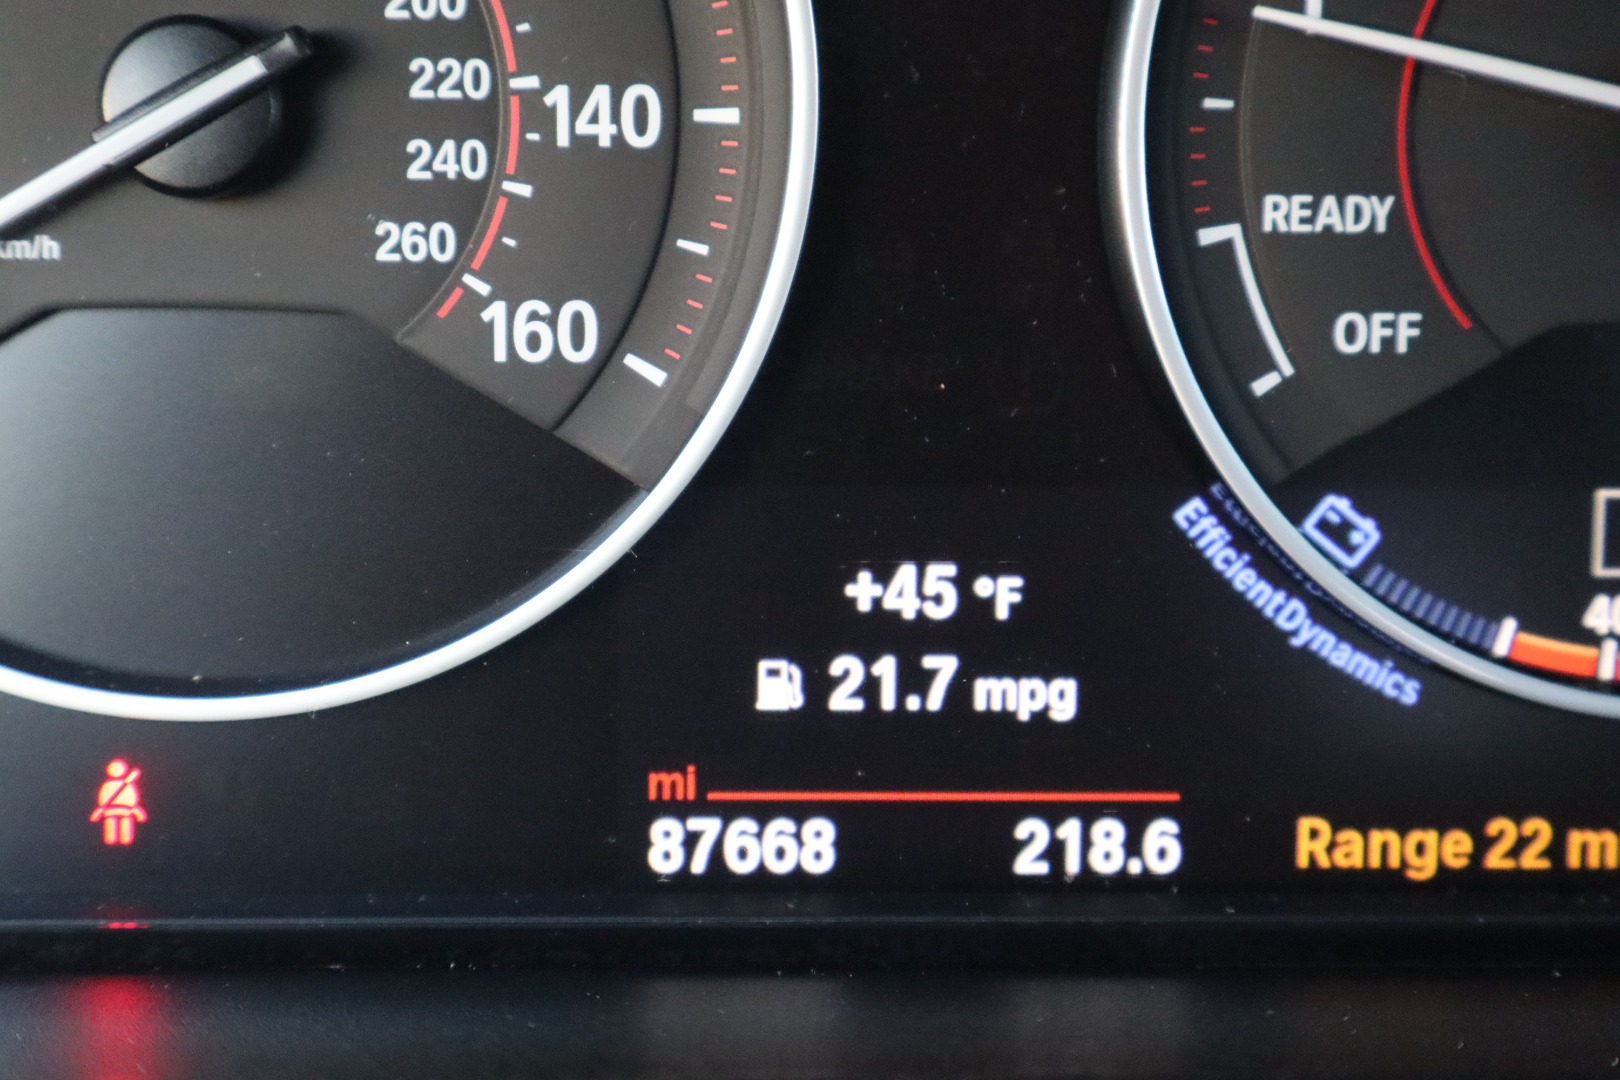 200
220
240
260
km/h
140
160
READY
OFF
+45 °F
21.7 mpg
EfficientDynamics
mi
87668 218.6
Range 22 m